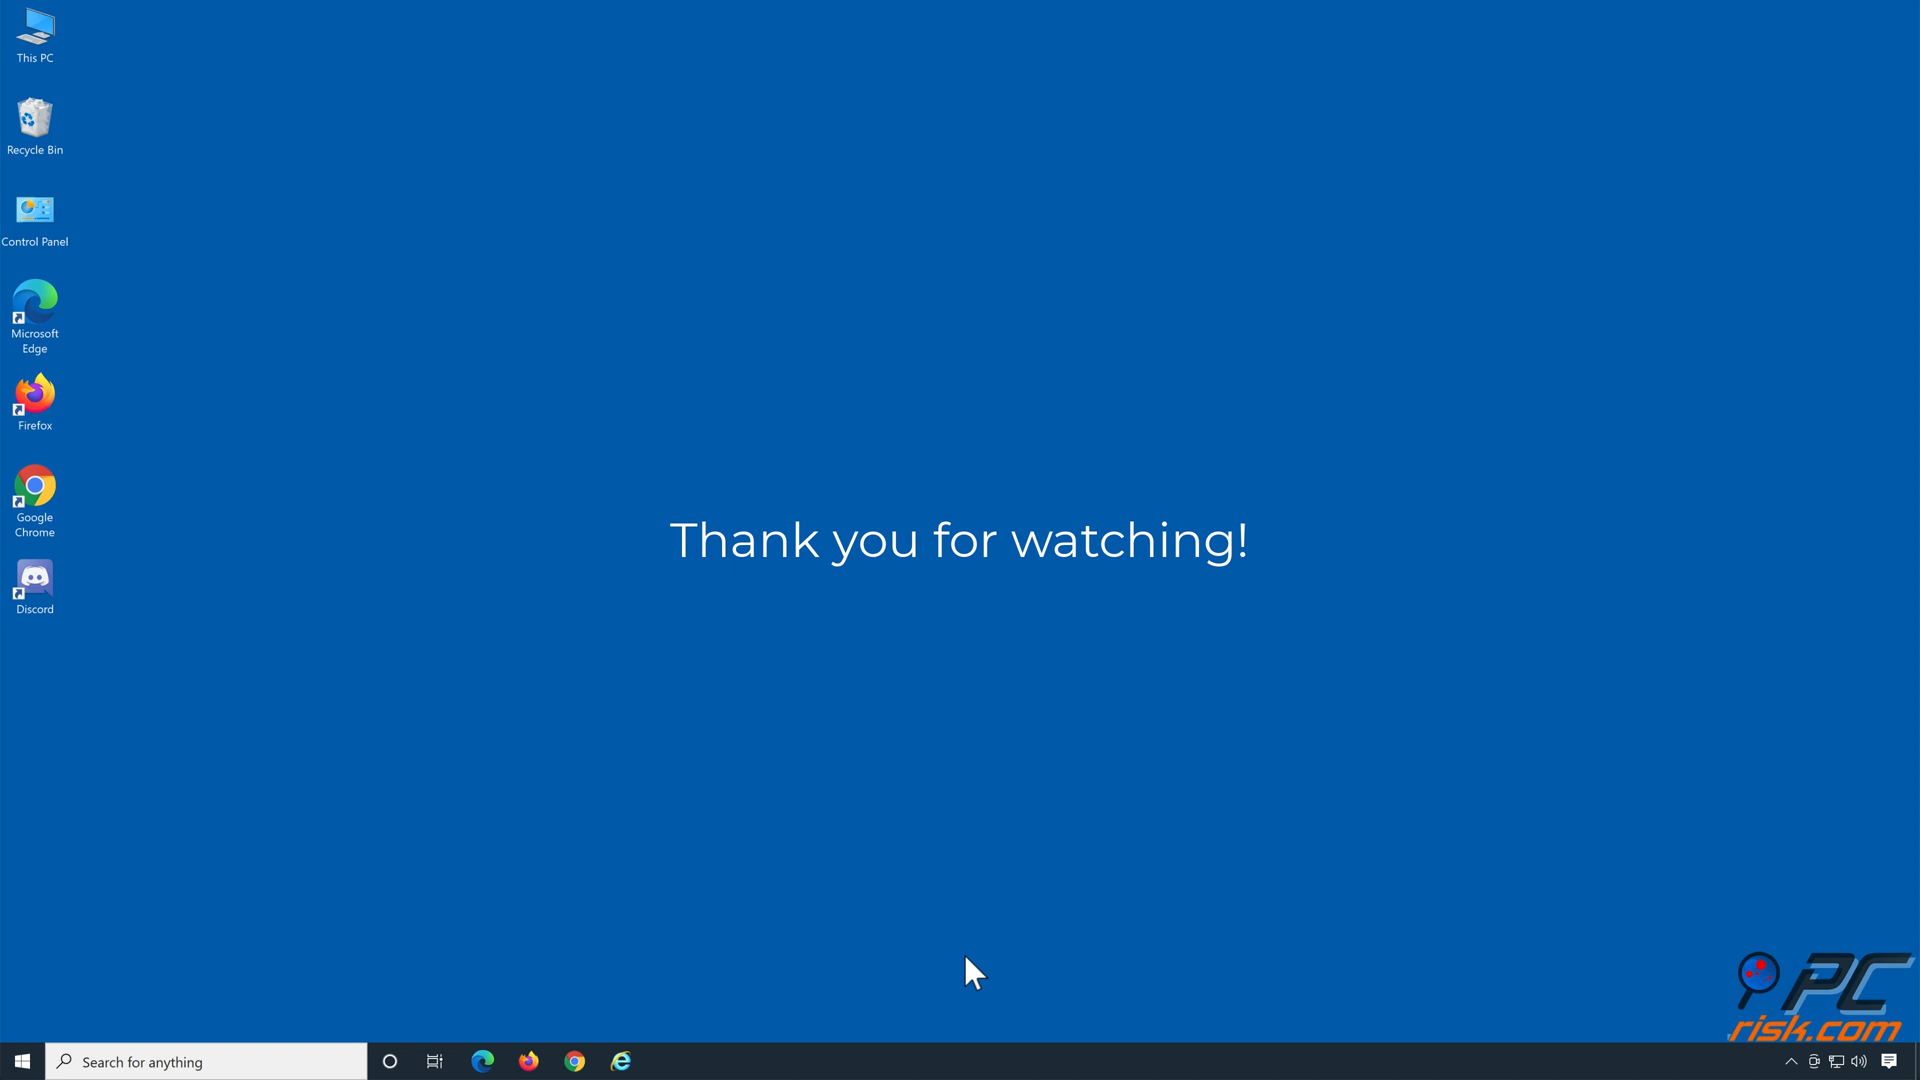 This PC
Recycle Bin
Control Panel
Microsoft
Edge
Firefox
Google
Chrome
Discord
Thank you for watching!
PC
risk.com
Search for anything